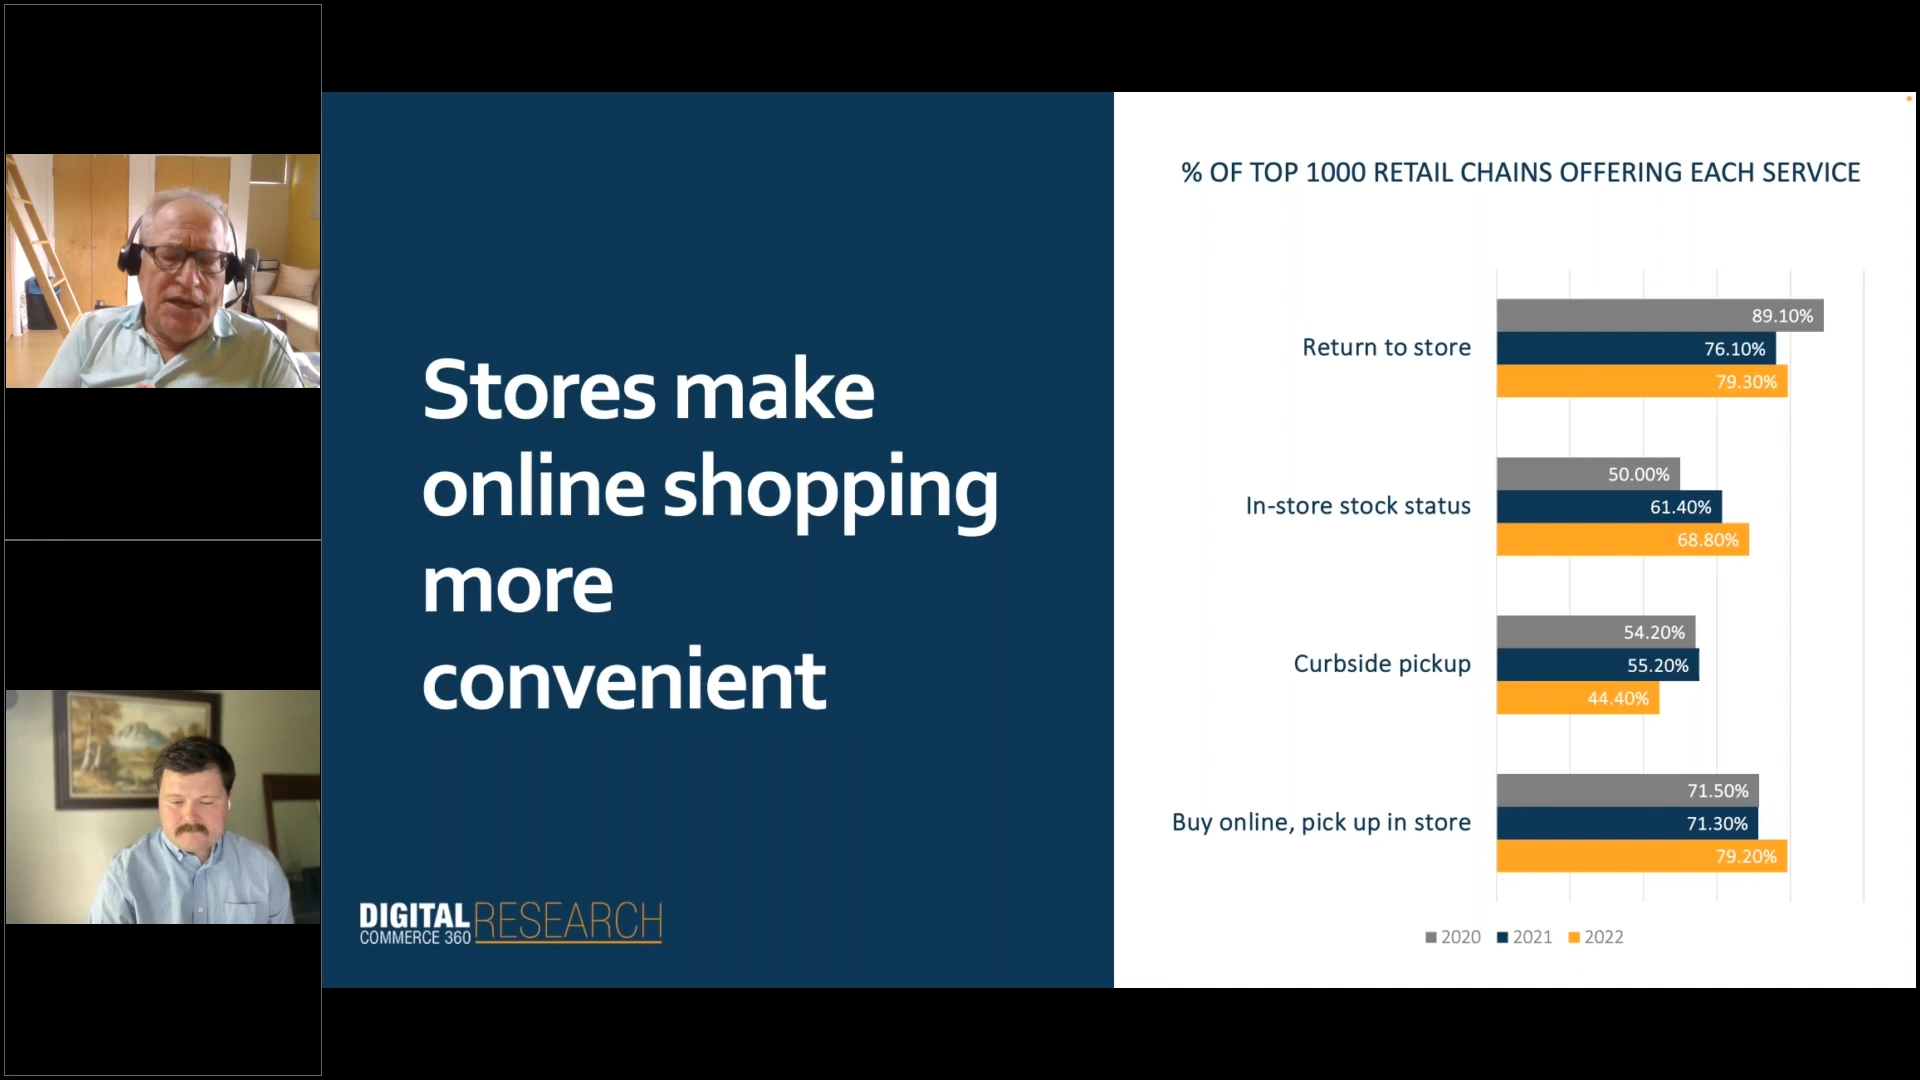 Stores make
online shopping
more
convenient
DIGITAL
COMMERCE 360
RESEARCH
% OF TOP 1000 RETAIL CHAINS OFFERING EACH SERVICE
Return to store
89.10%
76.10%
79.30%
In-store stock status
50.00%
61.40%
68.80%
Curbside pickup
54.20%
55.20%
44.40%
Buy online, pick up in store
71.50%
71.30%
79.20%
2020 2021 2022